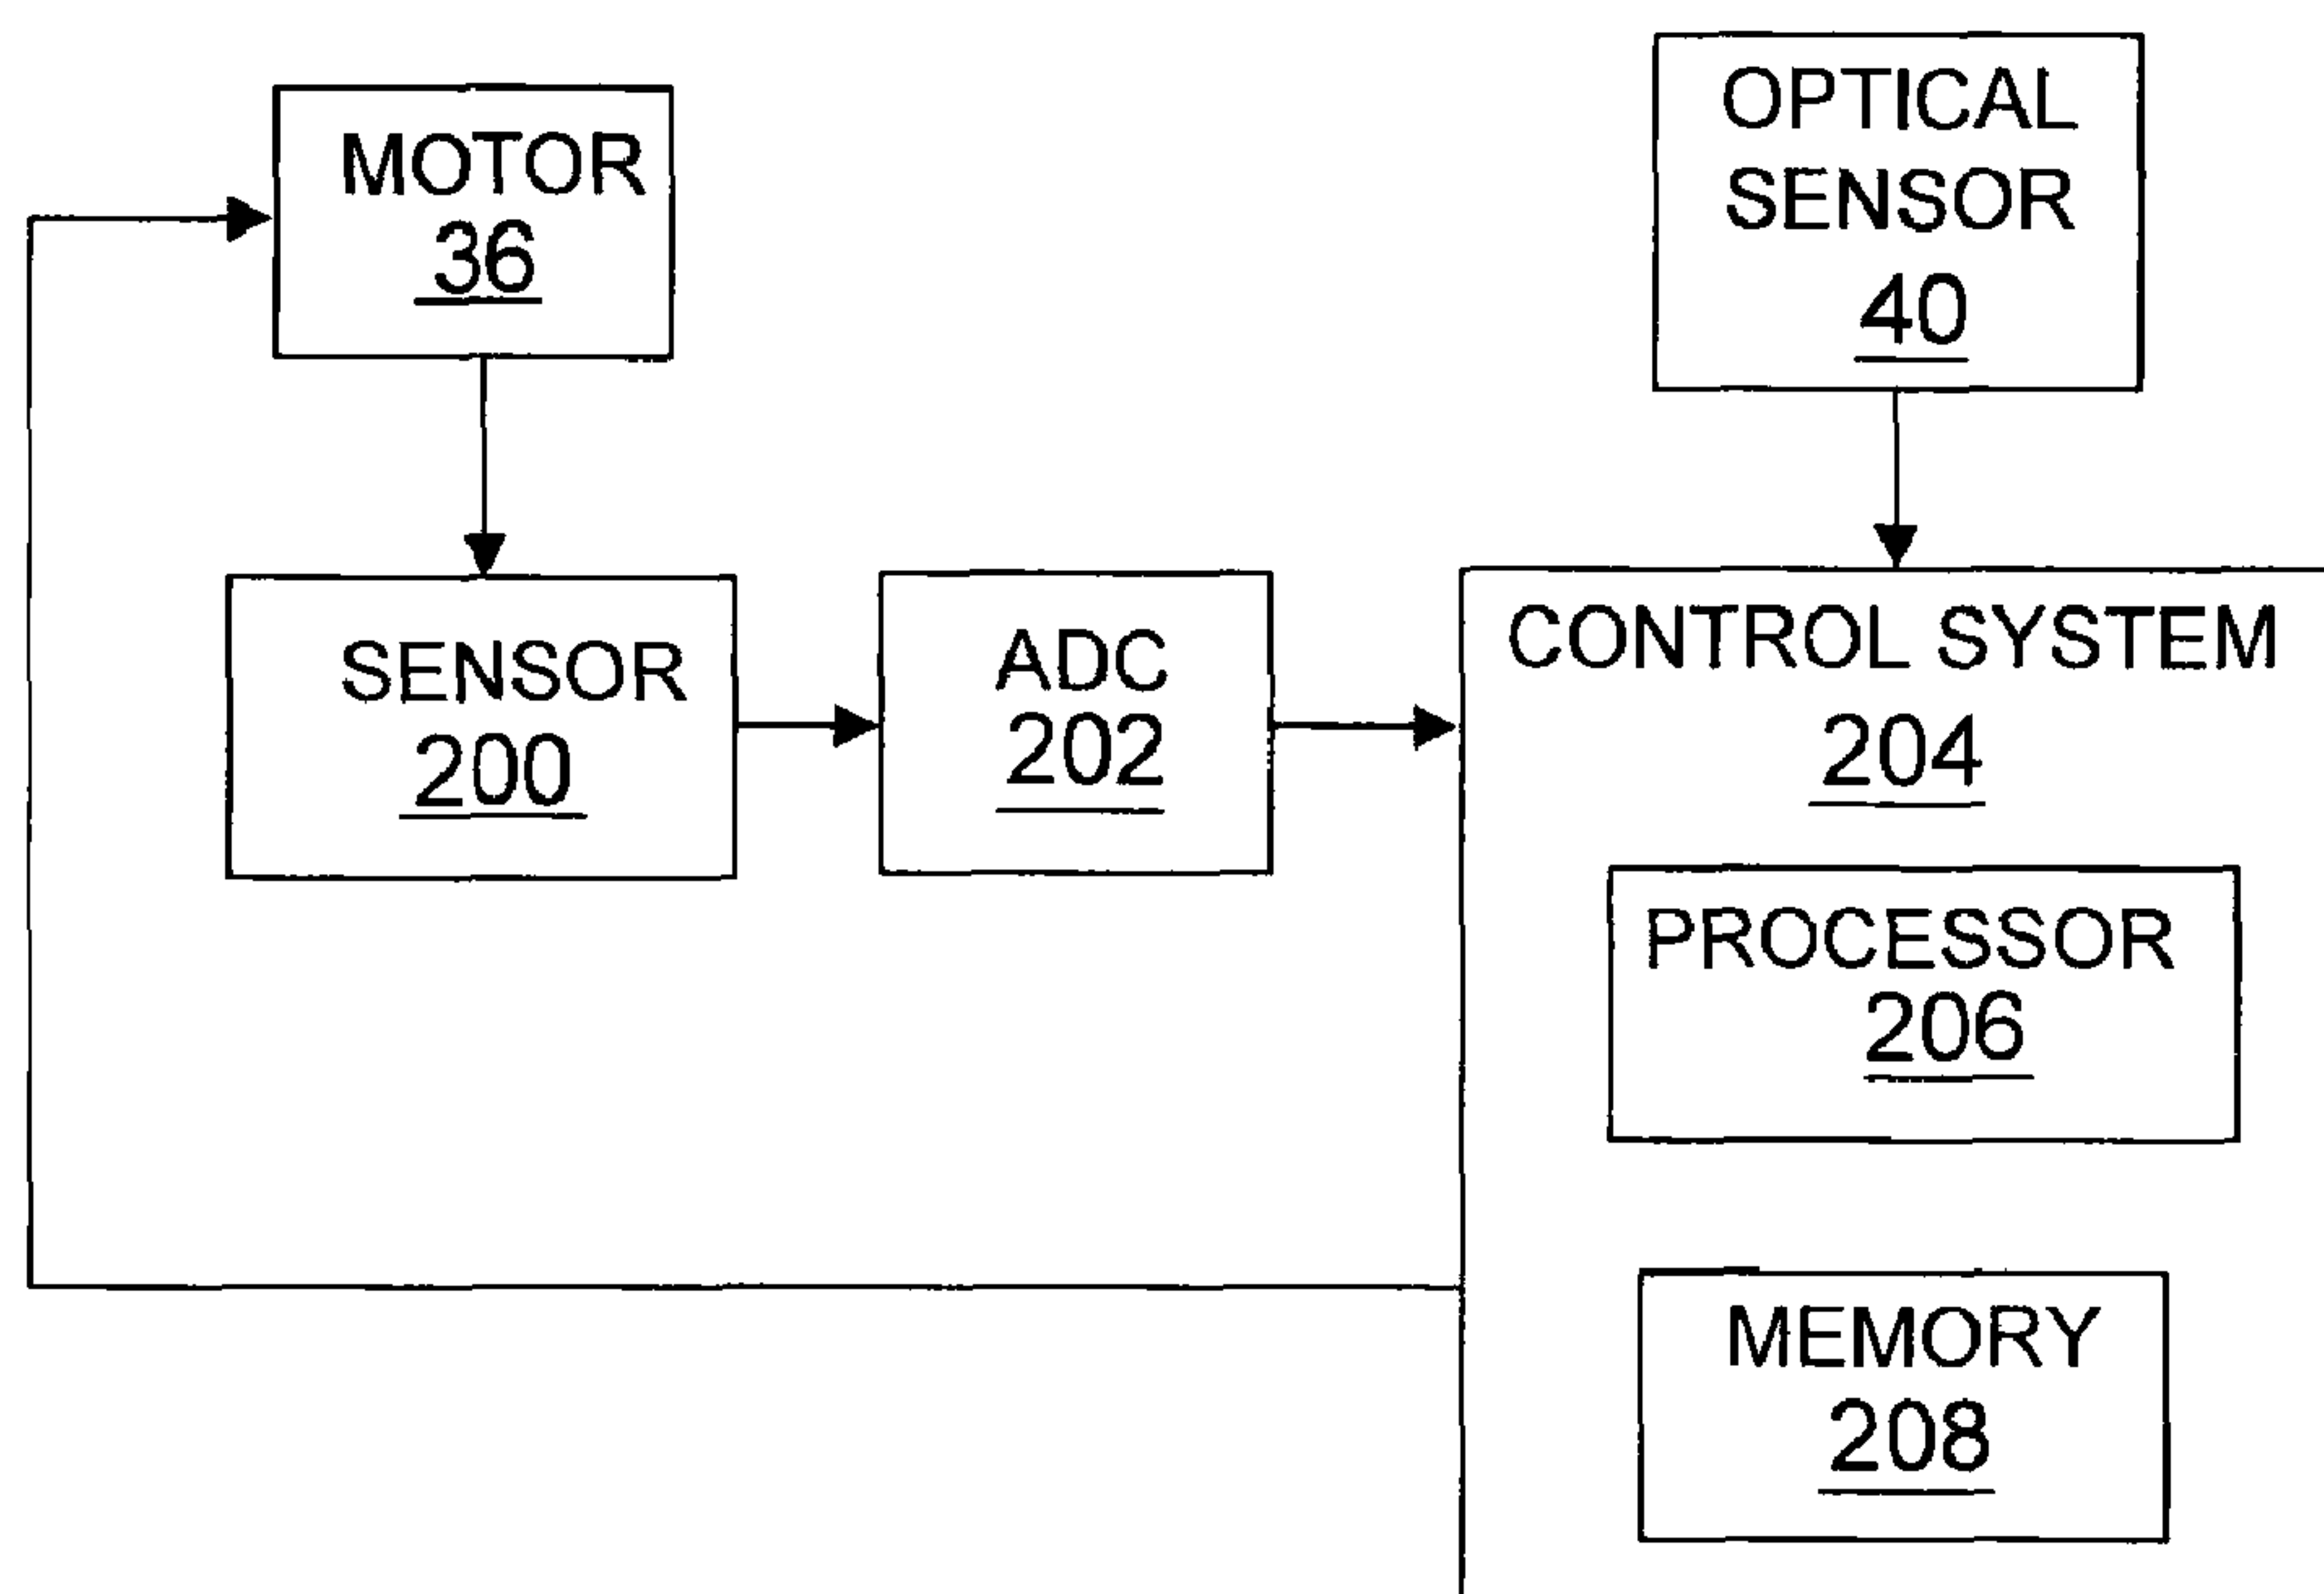 MOTOR
36
OPTICAL
SENSOR
40
SENSOR
200
ADC
202
CONTROL SYSTEM
204
PROCESSOR
206
MEMORY
208